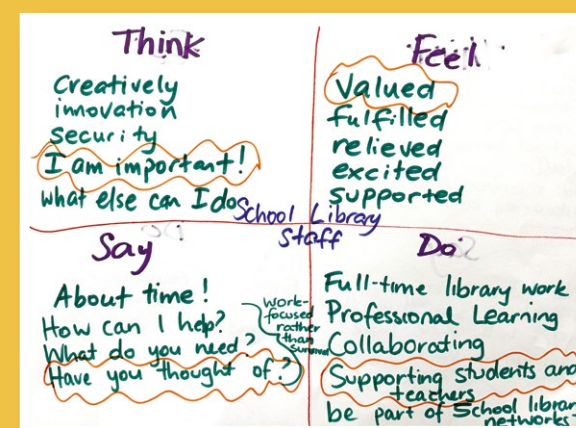 Think
Creatively
innovation
security
I am important!
what else can I do
Feel
Valued
fulfilled
relieved
excited
supported
School Library
Staff
Say
About time!
How can I help?
What do you need?
Have you thought of?
work-
focused
rather
than
Do
Full-time library work
Professional Learning
Collaborating
Supporting students and
teachers
be part of School librar
networks